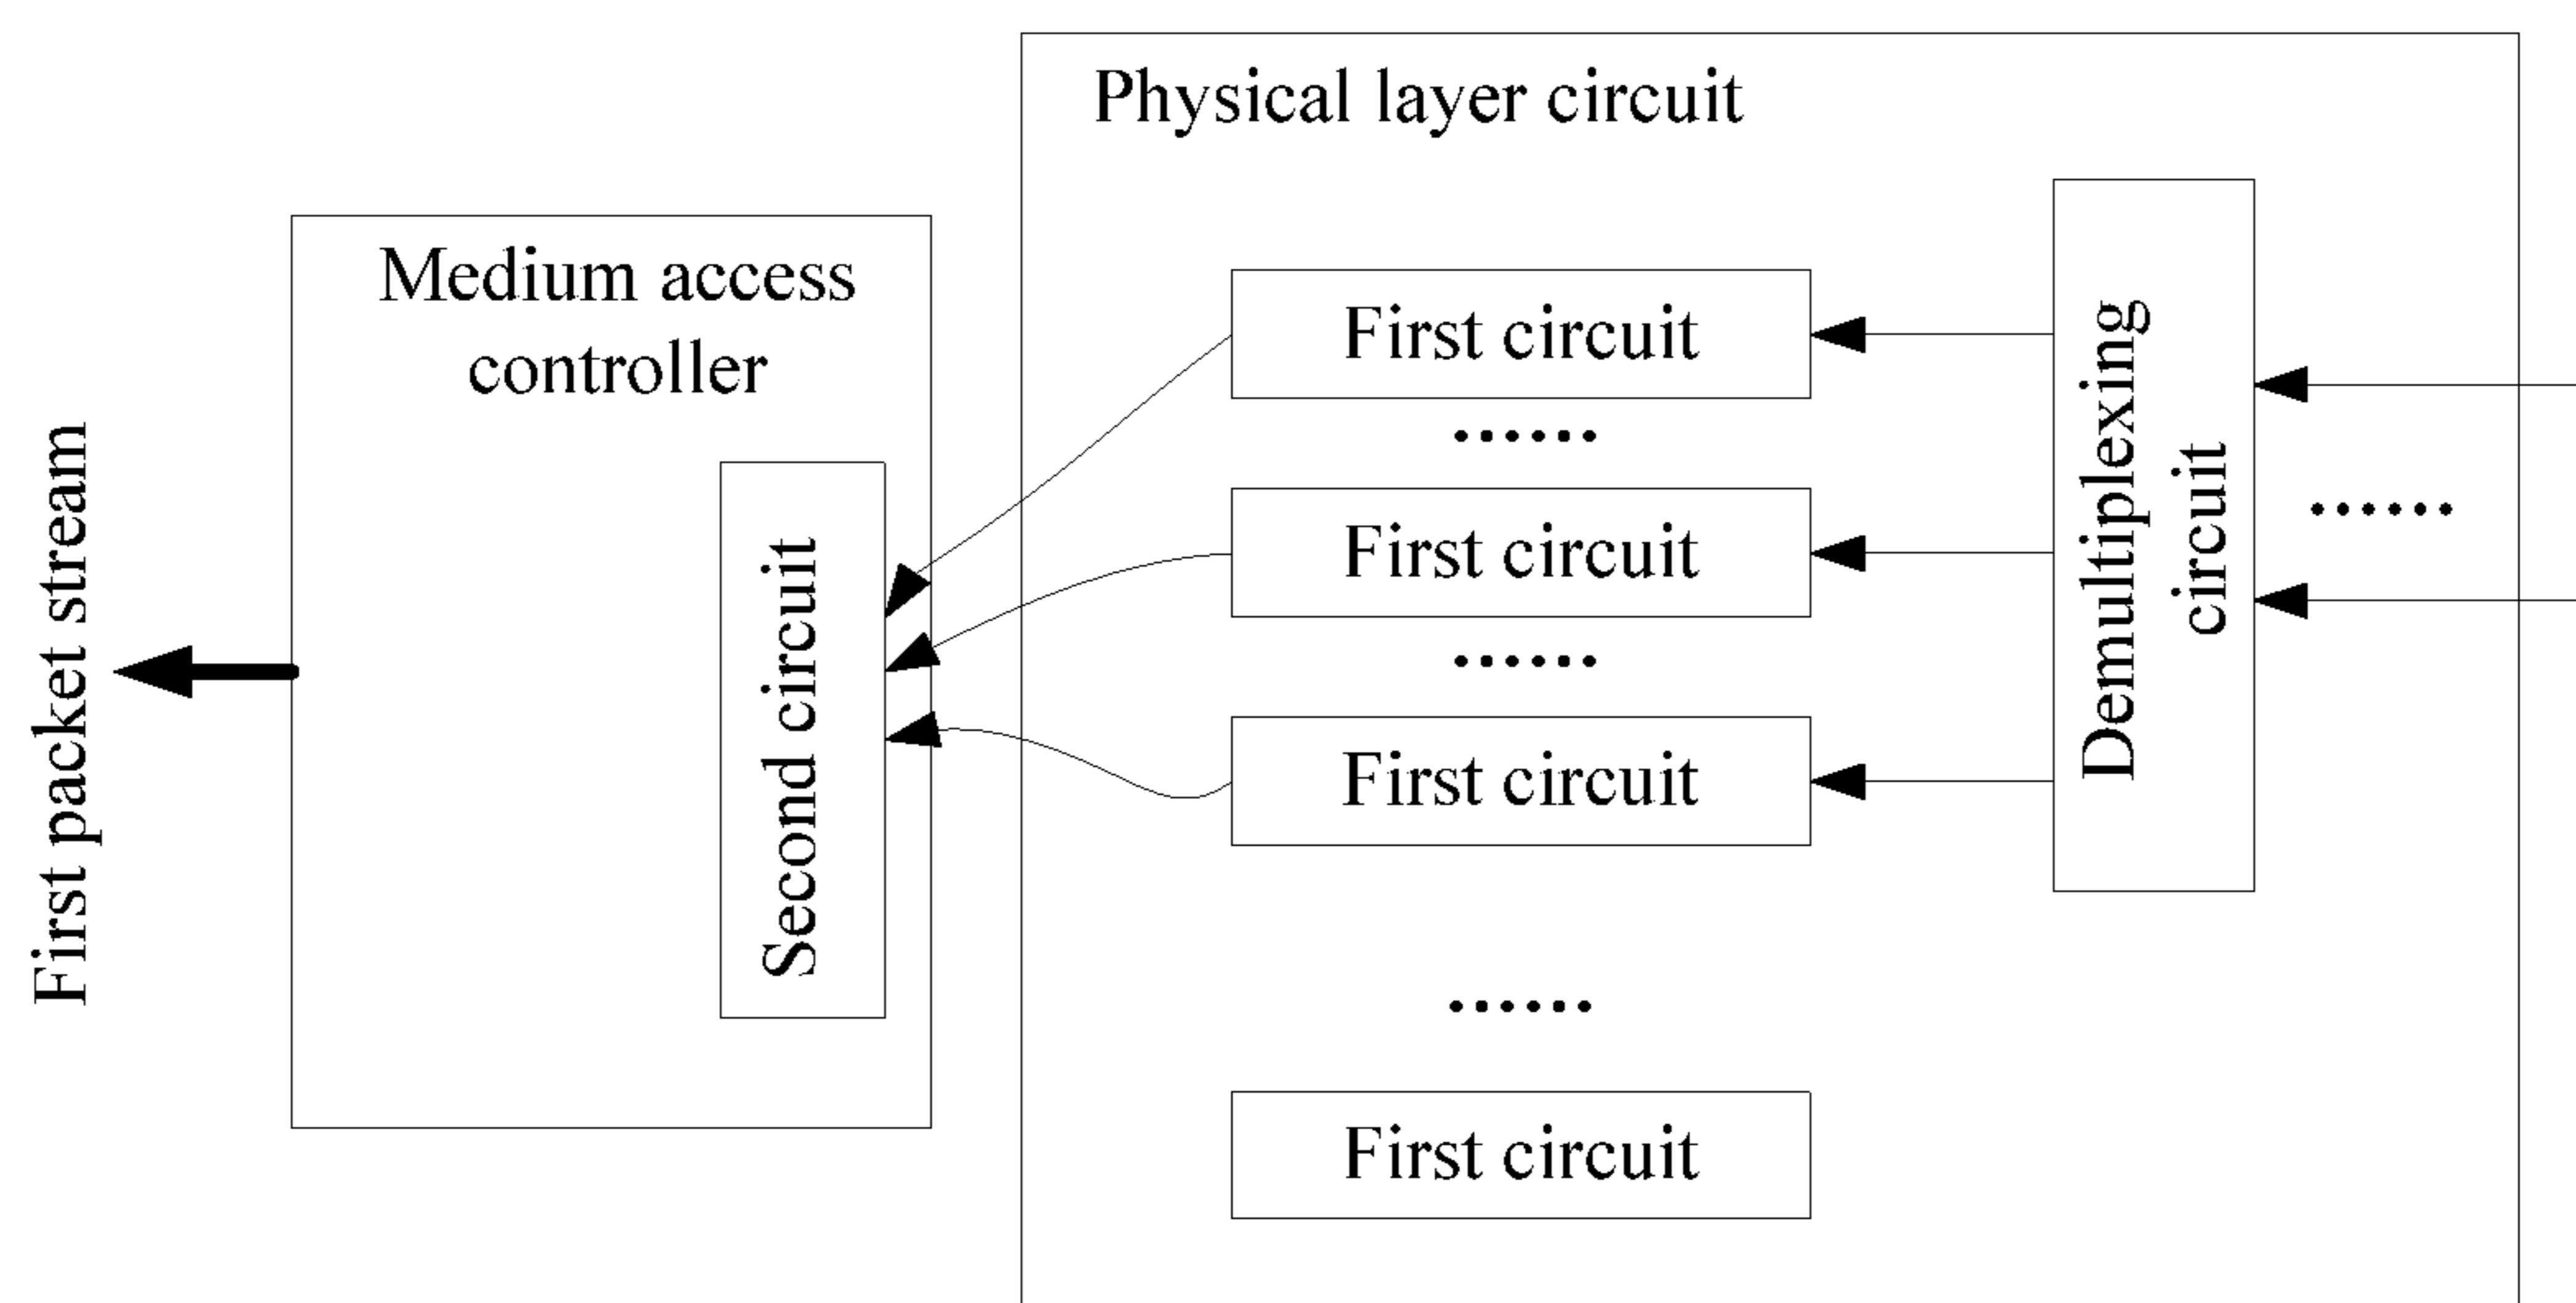 Physical layer circuit
Medium access
controller
First packet stream
Second circuit
First circuit
......
First circuit
......
First circuit
......
First circuit
Demultiplexing
circuit
......